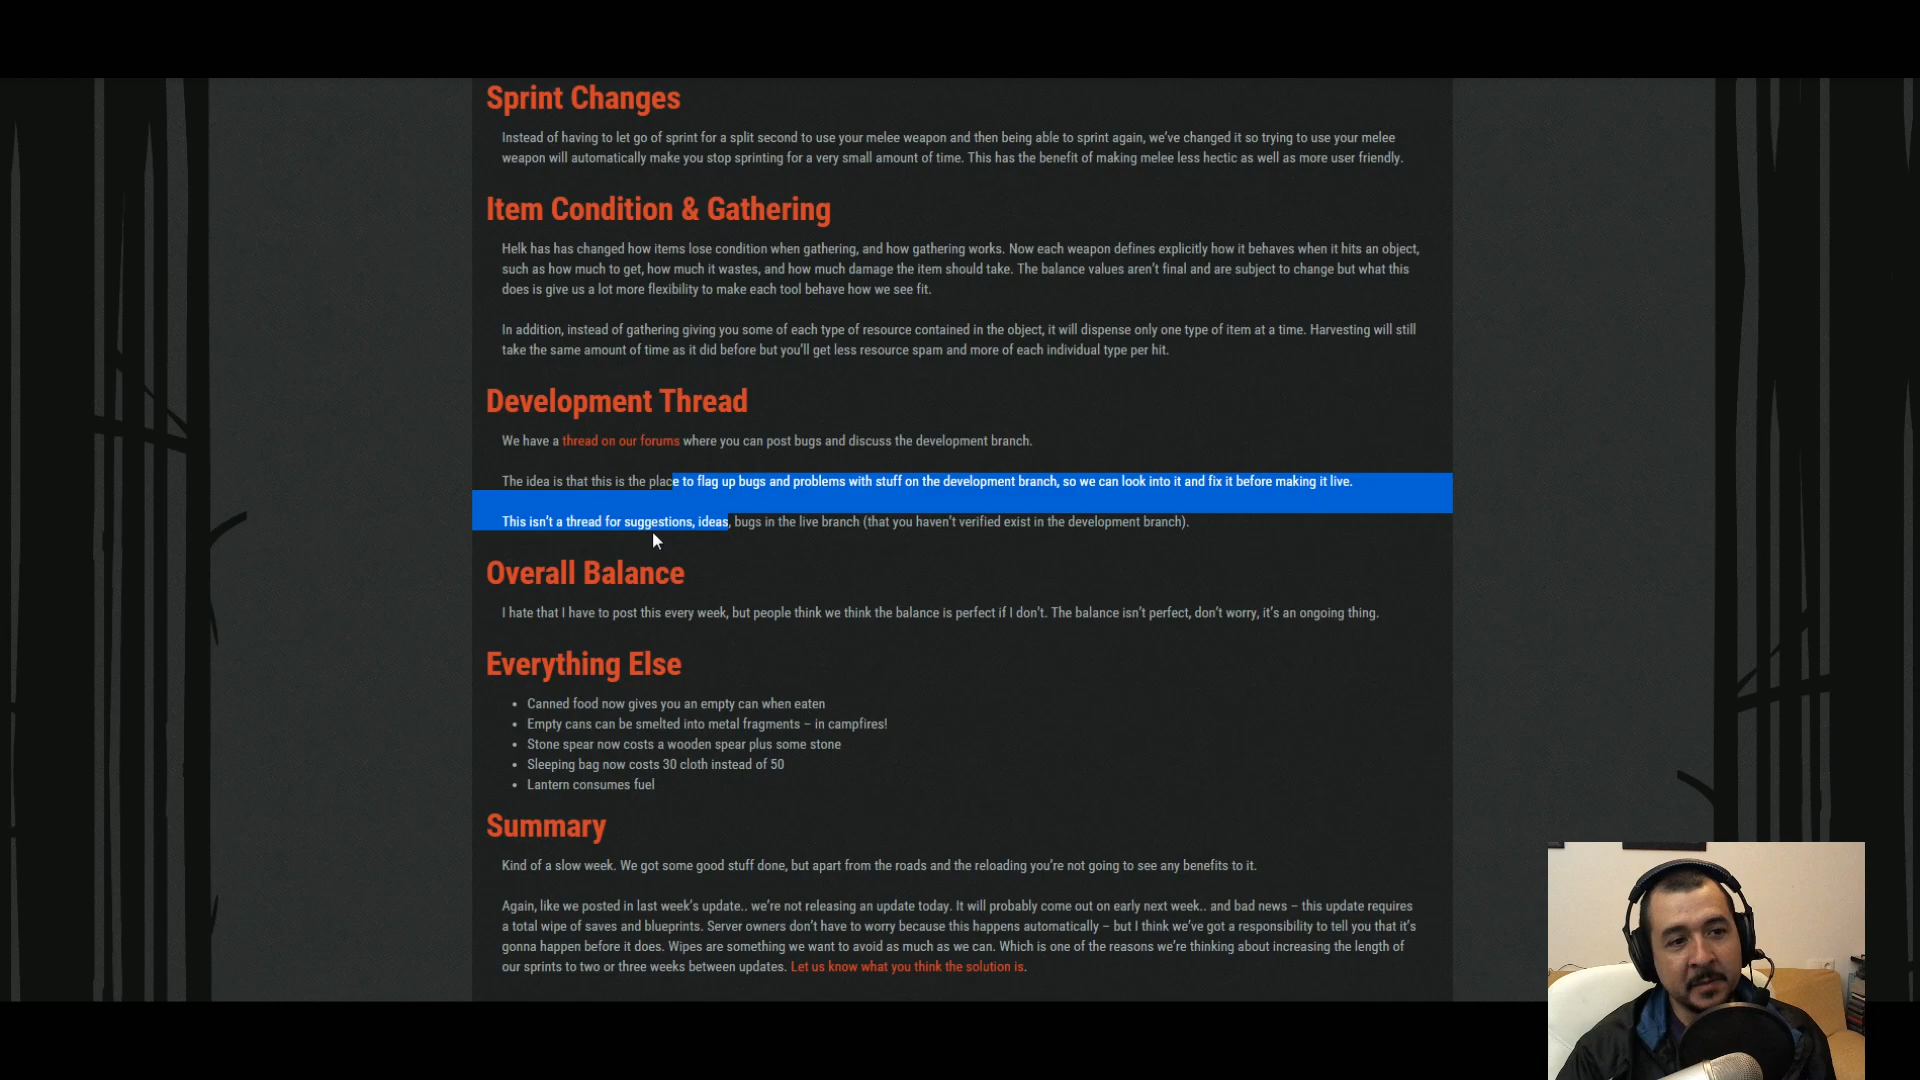 Sprint Changes
Instead of having to let go of sprint for a split second to use your melee weapon and then being able to sprint again, we've changed it so trying to use your melee
weapon will automatically make you stop sprinting for a very small amount of time. This has the benefit of making melee less hectic as well as more user friendly.
Item Condition & Gathering
Helk has has changed how items lose condition when gathering, and how gathering works. Now each weapon defines explicitly how it behaves when it hits an object,
such as how much to get, how much it wastes, and how much damage the item should take. The balance values aren't final and are subject to change but what this
does is give us a lot more flexibility to make each tool behave how we see fit.
In addition, instead of gathering giving you some of each type of resource contained in the object, it will dispense only one type of item at a time. Harvesting will still
take the same amount of time as it did before but you'll get less resource spam and more of each individual type per hit.
Development Thread
We have a thread on our forums where you can post bugs and discuss the development branch.
The idea is that this is the place to flag up bugs and problems with stuff on the development branch, so we can look into it and fix it before making it live.
This isn't a thread for suggestions, ideas, bugs in the live branch (that you haven't verified exist in the development branch).
Overall Balance
I hate that I have to post this every week, but people think we think the balance is perfect if I don't. The balance isn't perfect, don't worry, it's an ongoing thing.
Everything Else
• Canned food now gives you an empty can when eaten
• Empty cans can be smelted into metal fragments – in campfires!
• Stone spear now costs a wooden spear plus some stone
• Sleeping bag now costs 30 cloth instead of 50
• Lantern consumes fuel
Summary
Kind of a slow week. We got some good stuff done, but apart from the roads and the reloading you're not going to see any benefits to it.
Again, like we posted in last week's update.. we're not releasing an update today. It will probably come out on early next week.. and bad news – this update requires
a total wipe of saves and blueprints. Server owners don't have to worry because this happens automatically – but I think we've got a responsibility to tell you that it's
gonna happen before it does. Wipes are something we want to avoid as much as we can. Which is one of the reasons we're thinking about increasing the length of
our sprints to two or three weeks between updates. Let us know what you think the solution is.